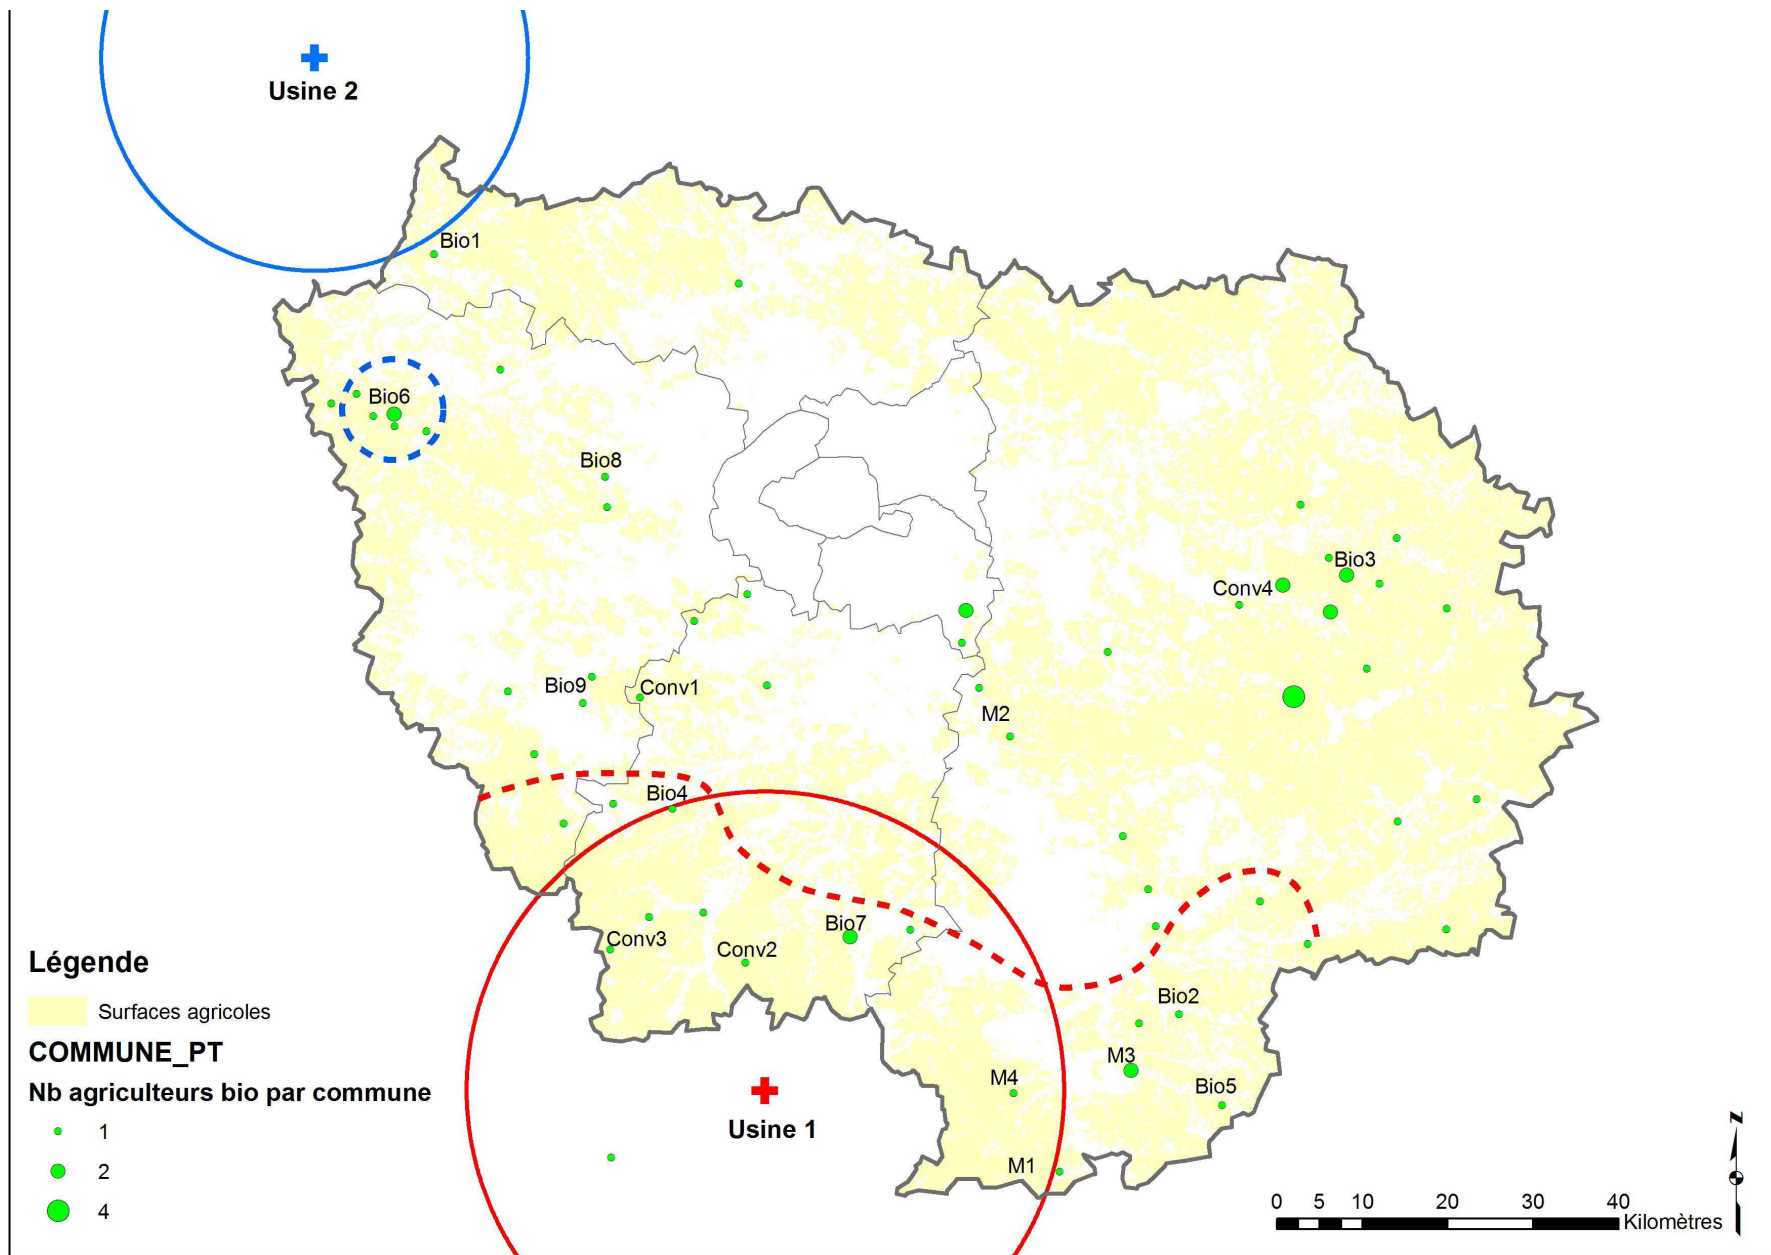 Usine 2
Bio1
Bio6
Bio8
Bio3
Conv4
Bio9
Conv1
M2
Bio4
Bio7
Conv3
Conv2
Légende
Bio2
Surfaces agricoles
COMMUNE_PT
M3
M4
Bio5
Nb agriculteurs bio par commune
Usine 1
1
M1
2
4
N
0 5 10 20 30 40
Kilomètres